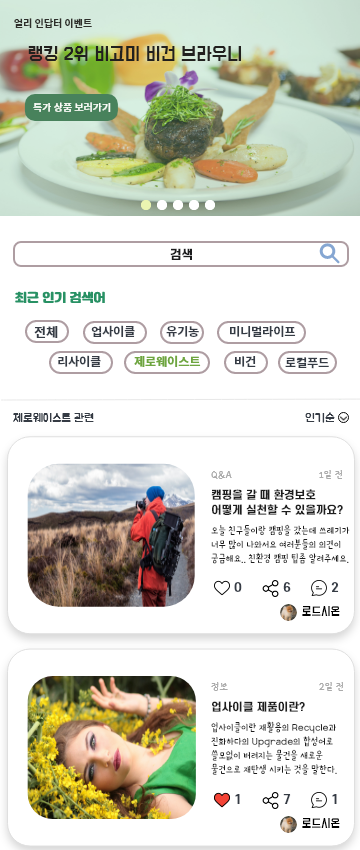 얼리 인답터 이벤트
랭킹 2위 비고미 비건 브라우니
특가 상품 보러가기
검색
최근 인기 검색어
전체 업사이클 유기농 미니멀라이프
리사이클 제로웨이스트 비건 로컬푸드
제로웨이스트 관련 인기순
Q&A 1일 전
캠핑을 갈 때 환경보호
어떻게 실천할 수 있을까요?
오늘 친구들이랑 캠핑을 갔는데 쓰레기가
너무 많이 나와서요 여러분들의 의견이
궁금해요.. 친환경 캠핑 팁좀 알려주세요.
0 6 2
로드시온
정보 2일 전
업사이클 제품이란?
업사이클이란 재활용의 Recycle과
진화하다의 Upgrade의 합성어로
쓸모없이 버려지는 물건을 새로운
물건으로 재탄생 시키는 것을 말한다.
1 7 1
로드시온